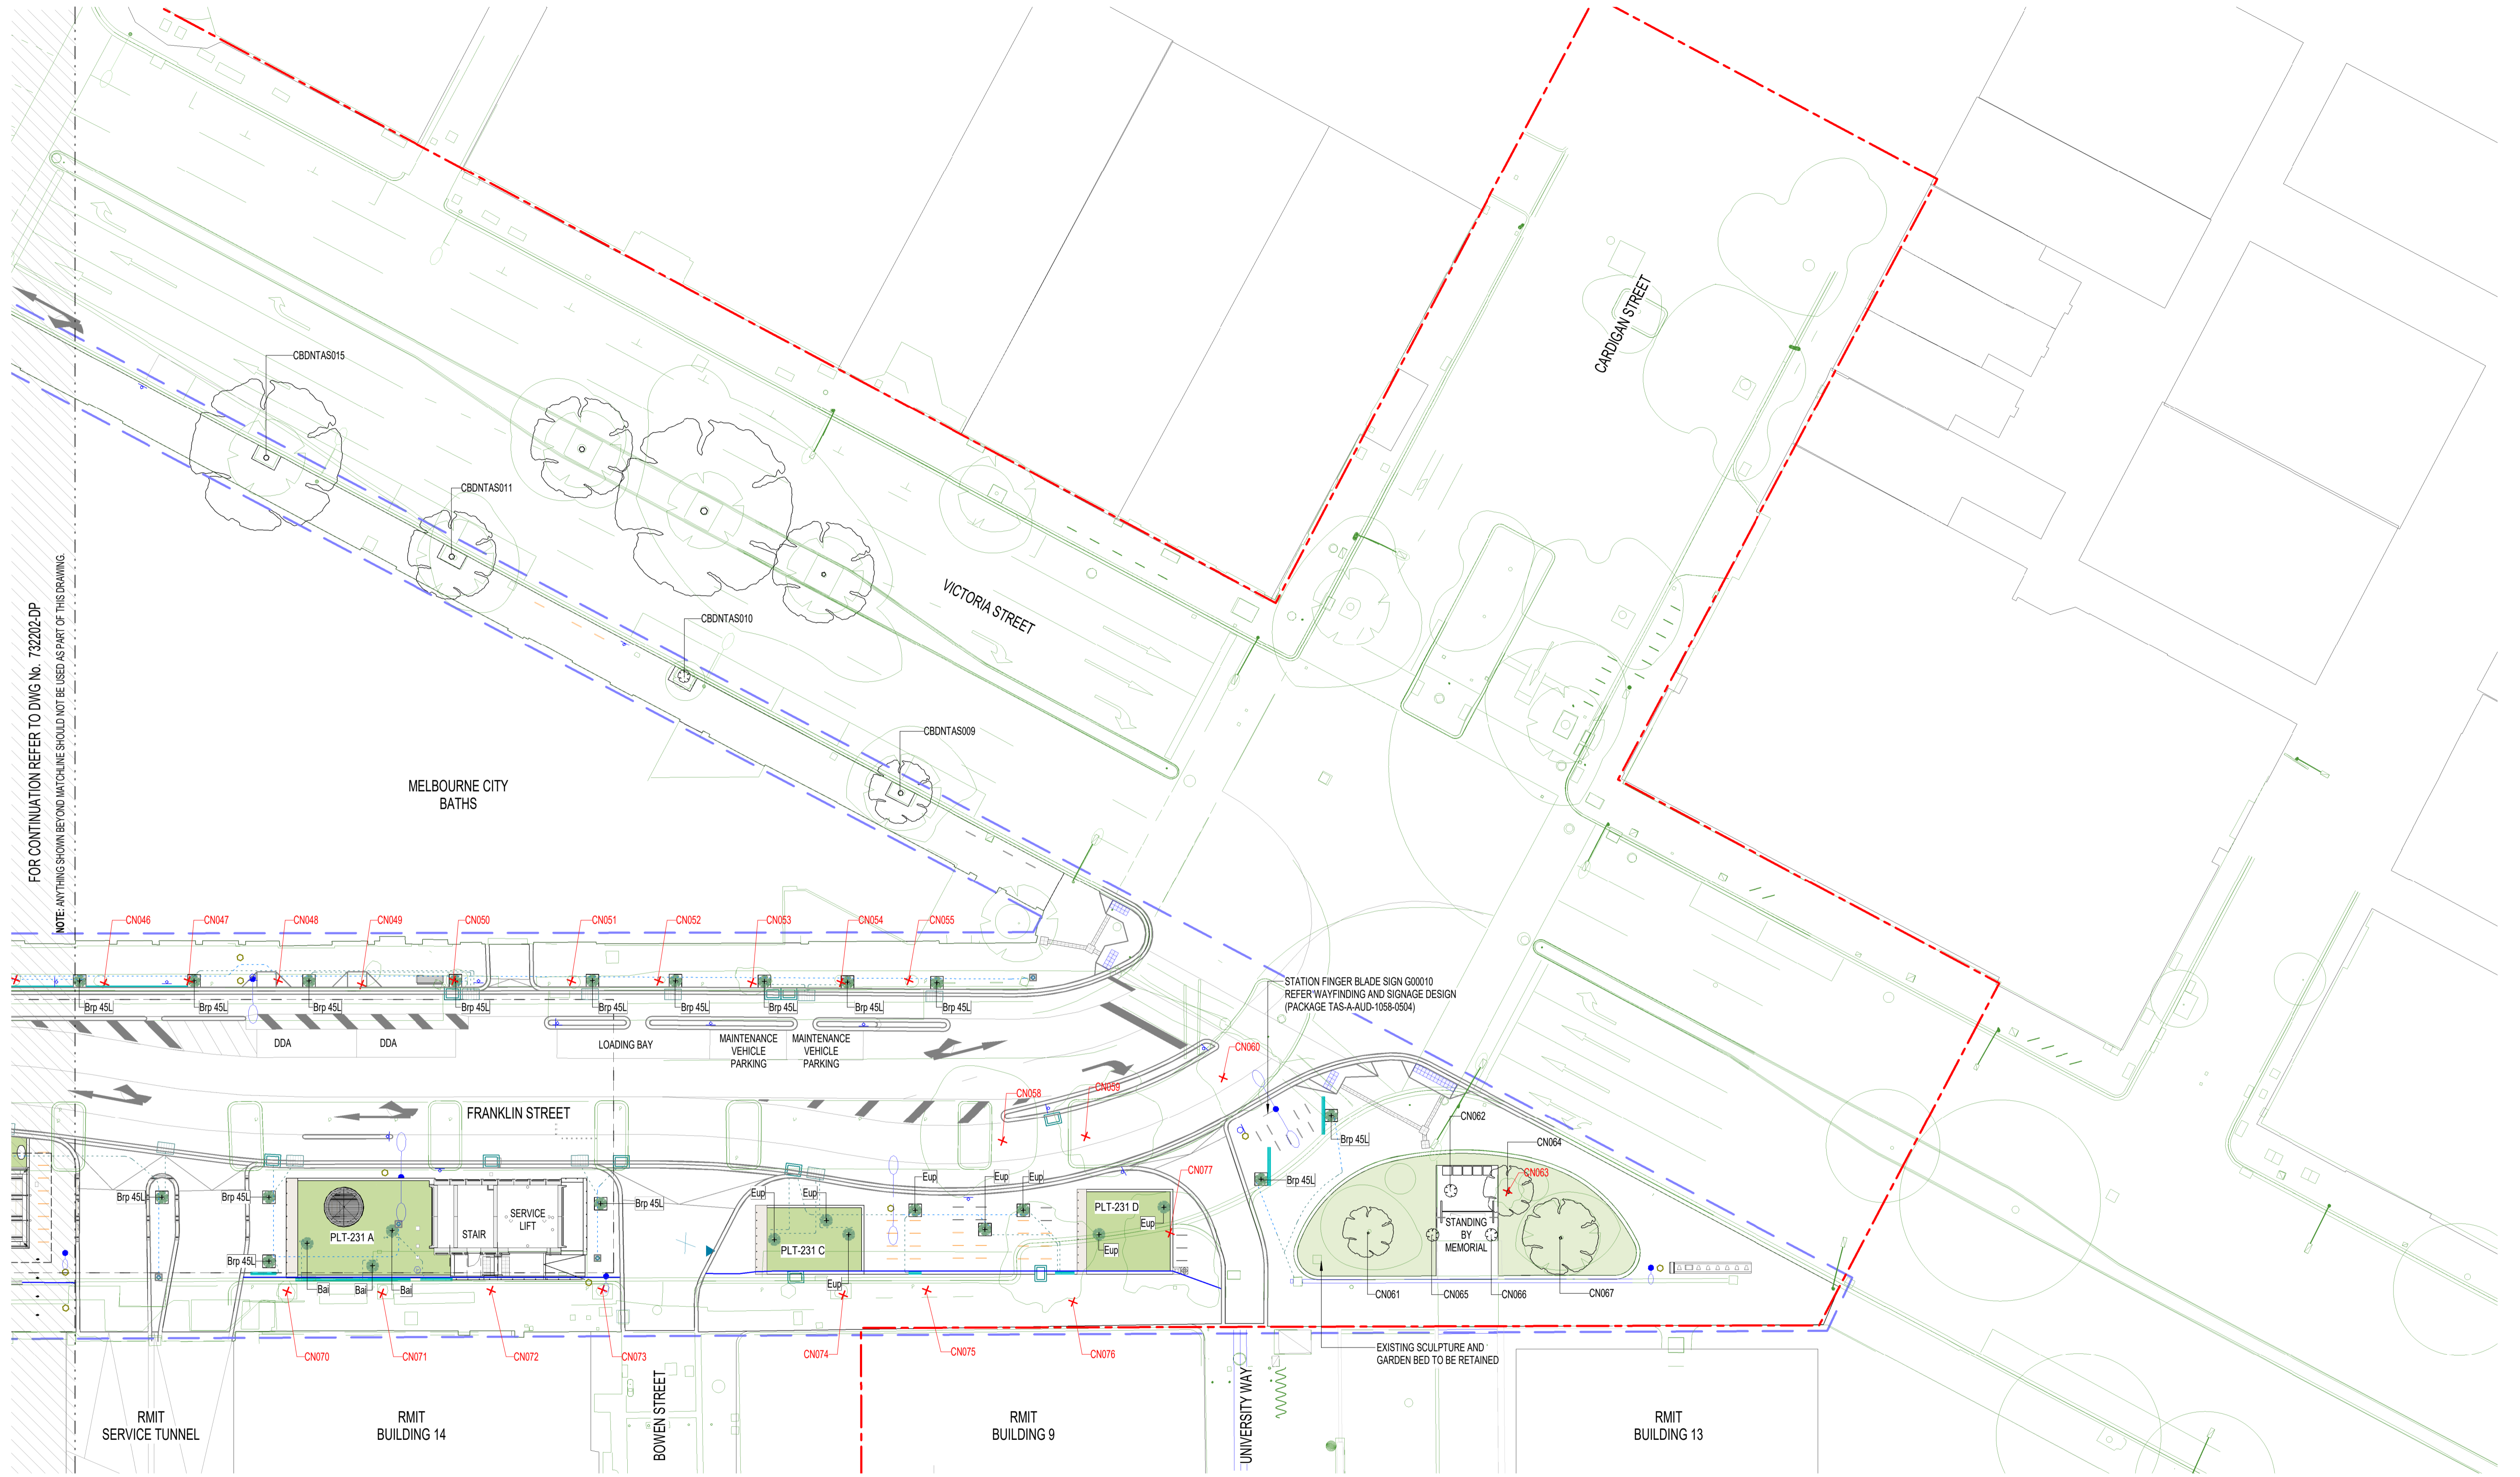 FOR CONTINUATION REFER TO DWG No. 732202-DP
NOTE: ANYTHING SHOWN BEYOND MATCHLINE SHOULD NOT BE USED AS PART OF THIS DRAWING.
CARDIGAN STREET
CBDNTAS015
CBDNTAS011
VICTORIA STREET
CBDNTAS010
CBDNTAS009
MELBOURNE CITY
BATHS
CN046
CN047
CN048
CN049
CN050
CN051
CN052
CN053
CN054
CN055
STATION FINGER BLADE SIGN G00010
REFER WAYFINDING AND SIGNAGE DESIGN
(PACKAGE TAS-A-AUD-1058-0504)
Brp 45L
Brp 45L
Brp 45L
Brp 45L
Brp 45L
Brp 45L
Brp 45L
Brp 45L
Brp 45L
DDA
DDA
LOADING BAY
MAINTENANCE
VEHICLE
PARKING
MAINTENANCE
VEHICLE
PARKING
CN060
CN058
CN059
FRANKLIN STREET
CN062
CN064
CN063
CN077
Brp 45L
Brp 45L
Brp 45L
Brp 45L
Brp 45L
Brp 45L
Brp 45L
Eup
Eup
Eup
Eup
Eup
Eup
Eup
Eup
PLT-231 A
STAIR
SERVICE
LIFT
PLT-231 C
PLT-231 D
STANDING
BY
MEMORIAL
Bai
Bai
Bai
CN061
CN065
CN066
CN067
CN070
CN071
CN072
CN073
CN074
CN075
CN076
EXISTING SCULPTURE AND
GARDEN BED TO BE RETAINED
RMIT
SERVICE TUNNEL
RMIT
BUILDING 14
BOWEN STREET
RMIT
BUILDING 9
UNIVERSITY WAY
RMIT
BUILDING 13